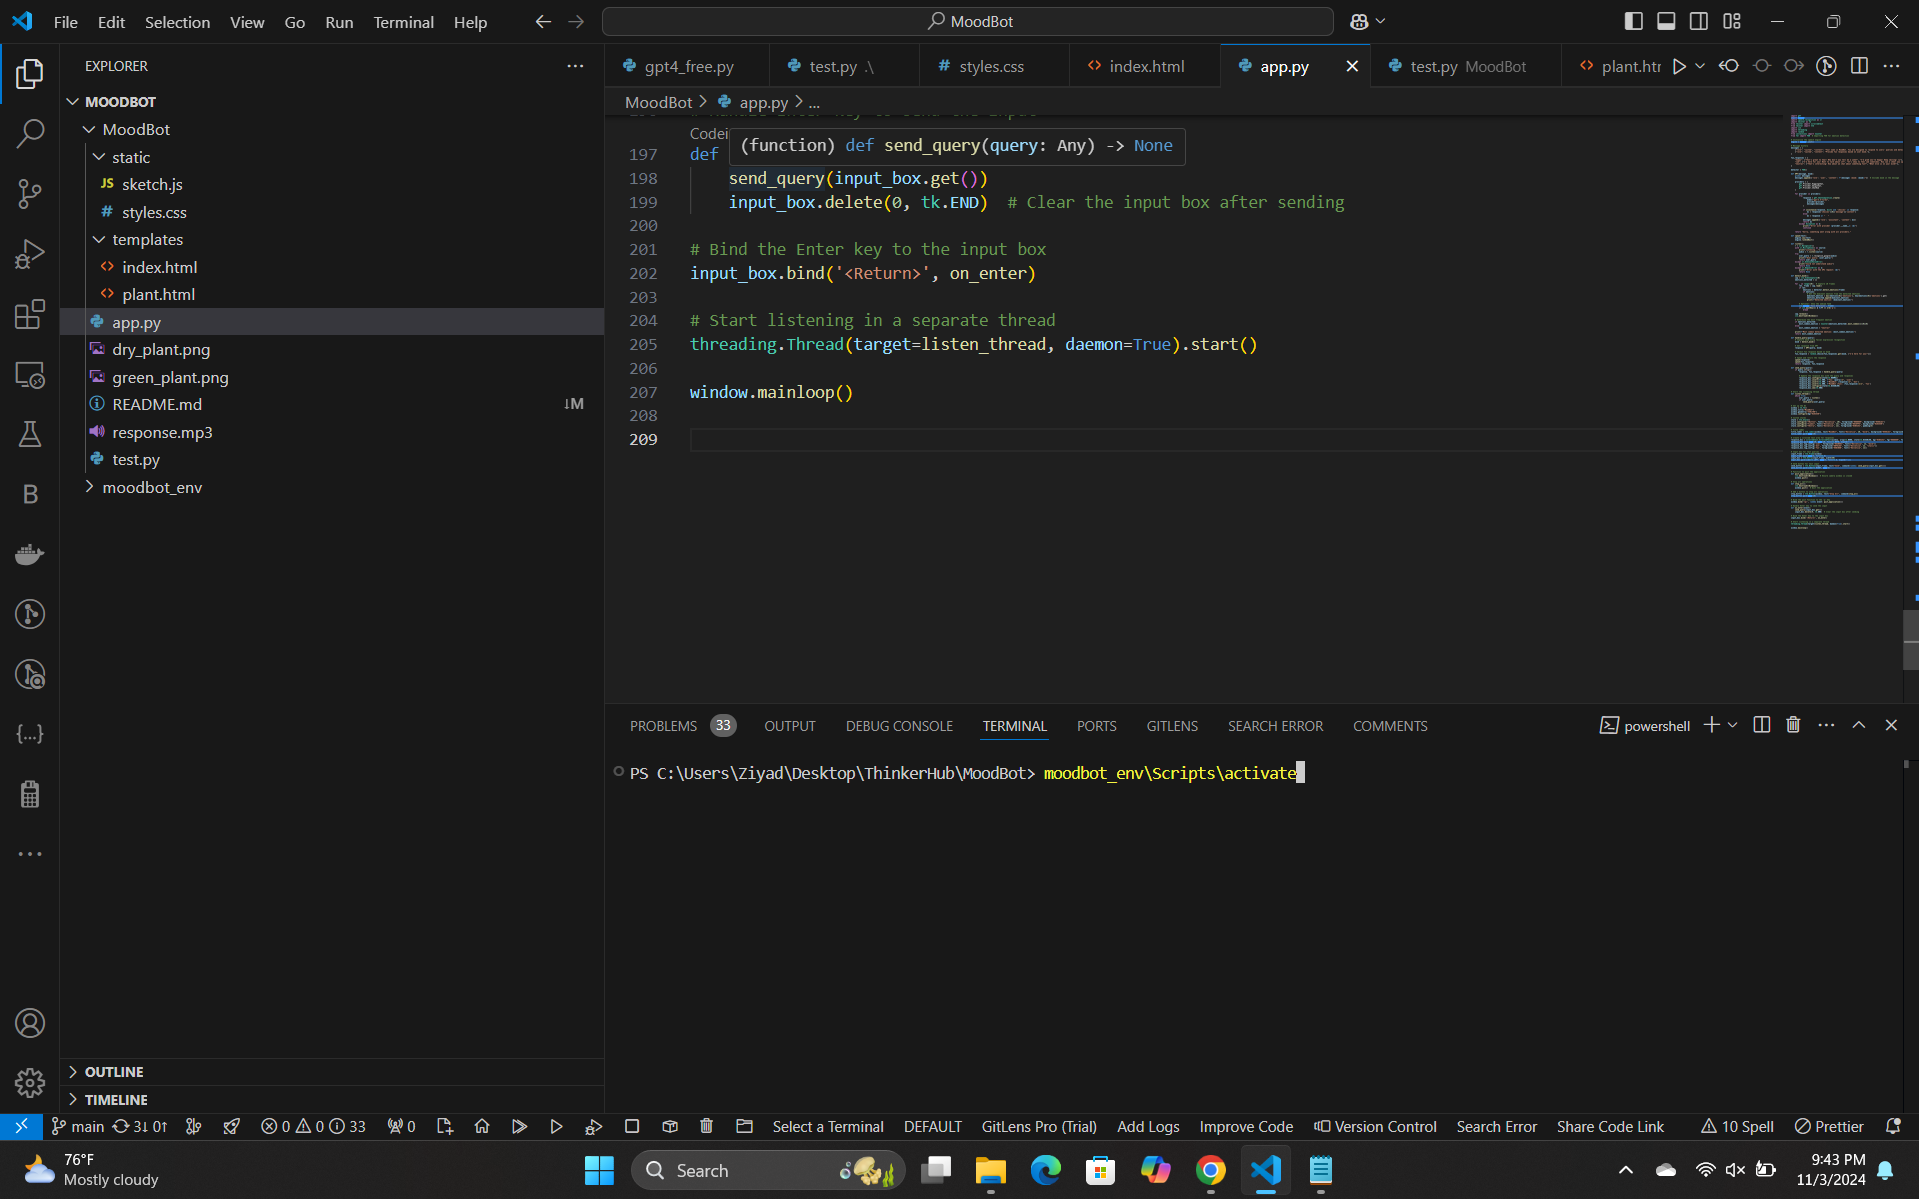 File Edit Selection View Go Run Terminal Help
MoodBot
EXPLORER
MOODBOT
MoodBot
static
JS sketch.js
# styles.css
templates
<> index.html
<> plant.html
app.py
dry_plant.png
green_plant.png
README.md ↓M
response.mp3
test.py
moodbot_env
OUTLINE
TIMELINE
gpt4_free.py test.py .\ # styles.css <> index.html app.py test.py MoodBot <> plant.htr
MoodBot > app.py > ...
Codei
(function) def send_query(query: Any) -> None
197 def
198 send_query(input_box.get())
199 input_box.delete(0, tk.END) # Clear the input box after sending
200
201 # Bind the Enter key to the input box
202 input_box.bind('<Return>', on_enter)
203
204 # Start listening in a separate thread
205 threading.Thread(target=listen_thread, daemon=True).start()
206
207 window.mainloop()
208
209
PROBLEMS 33 OUTPUT DEBUG CONSOLE TERMINAL PORTS GITLENS SEARCH ERROR COMMENTS
powershell
PS C:\Users\Ziyad\Desktop\ThinkerHub\MoodBot> moodbot_env\Scripts\activate
main 3↓ 0↑ 0 0 33 0 Select a Terminal DEFAULT GitLens Pro (Trial) Add Logs Improve Code Version Control Search Error Share Code Link 10 Spell Prettier
76°F
Mostly cloudy
Search
9:43 PM
11/3/2024